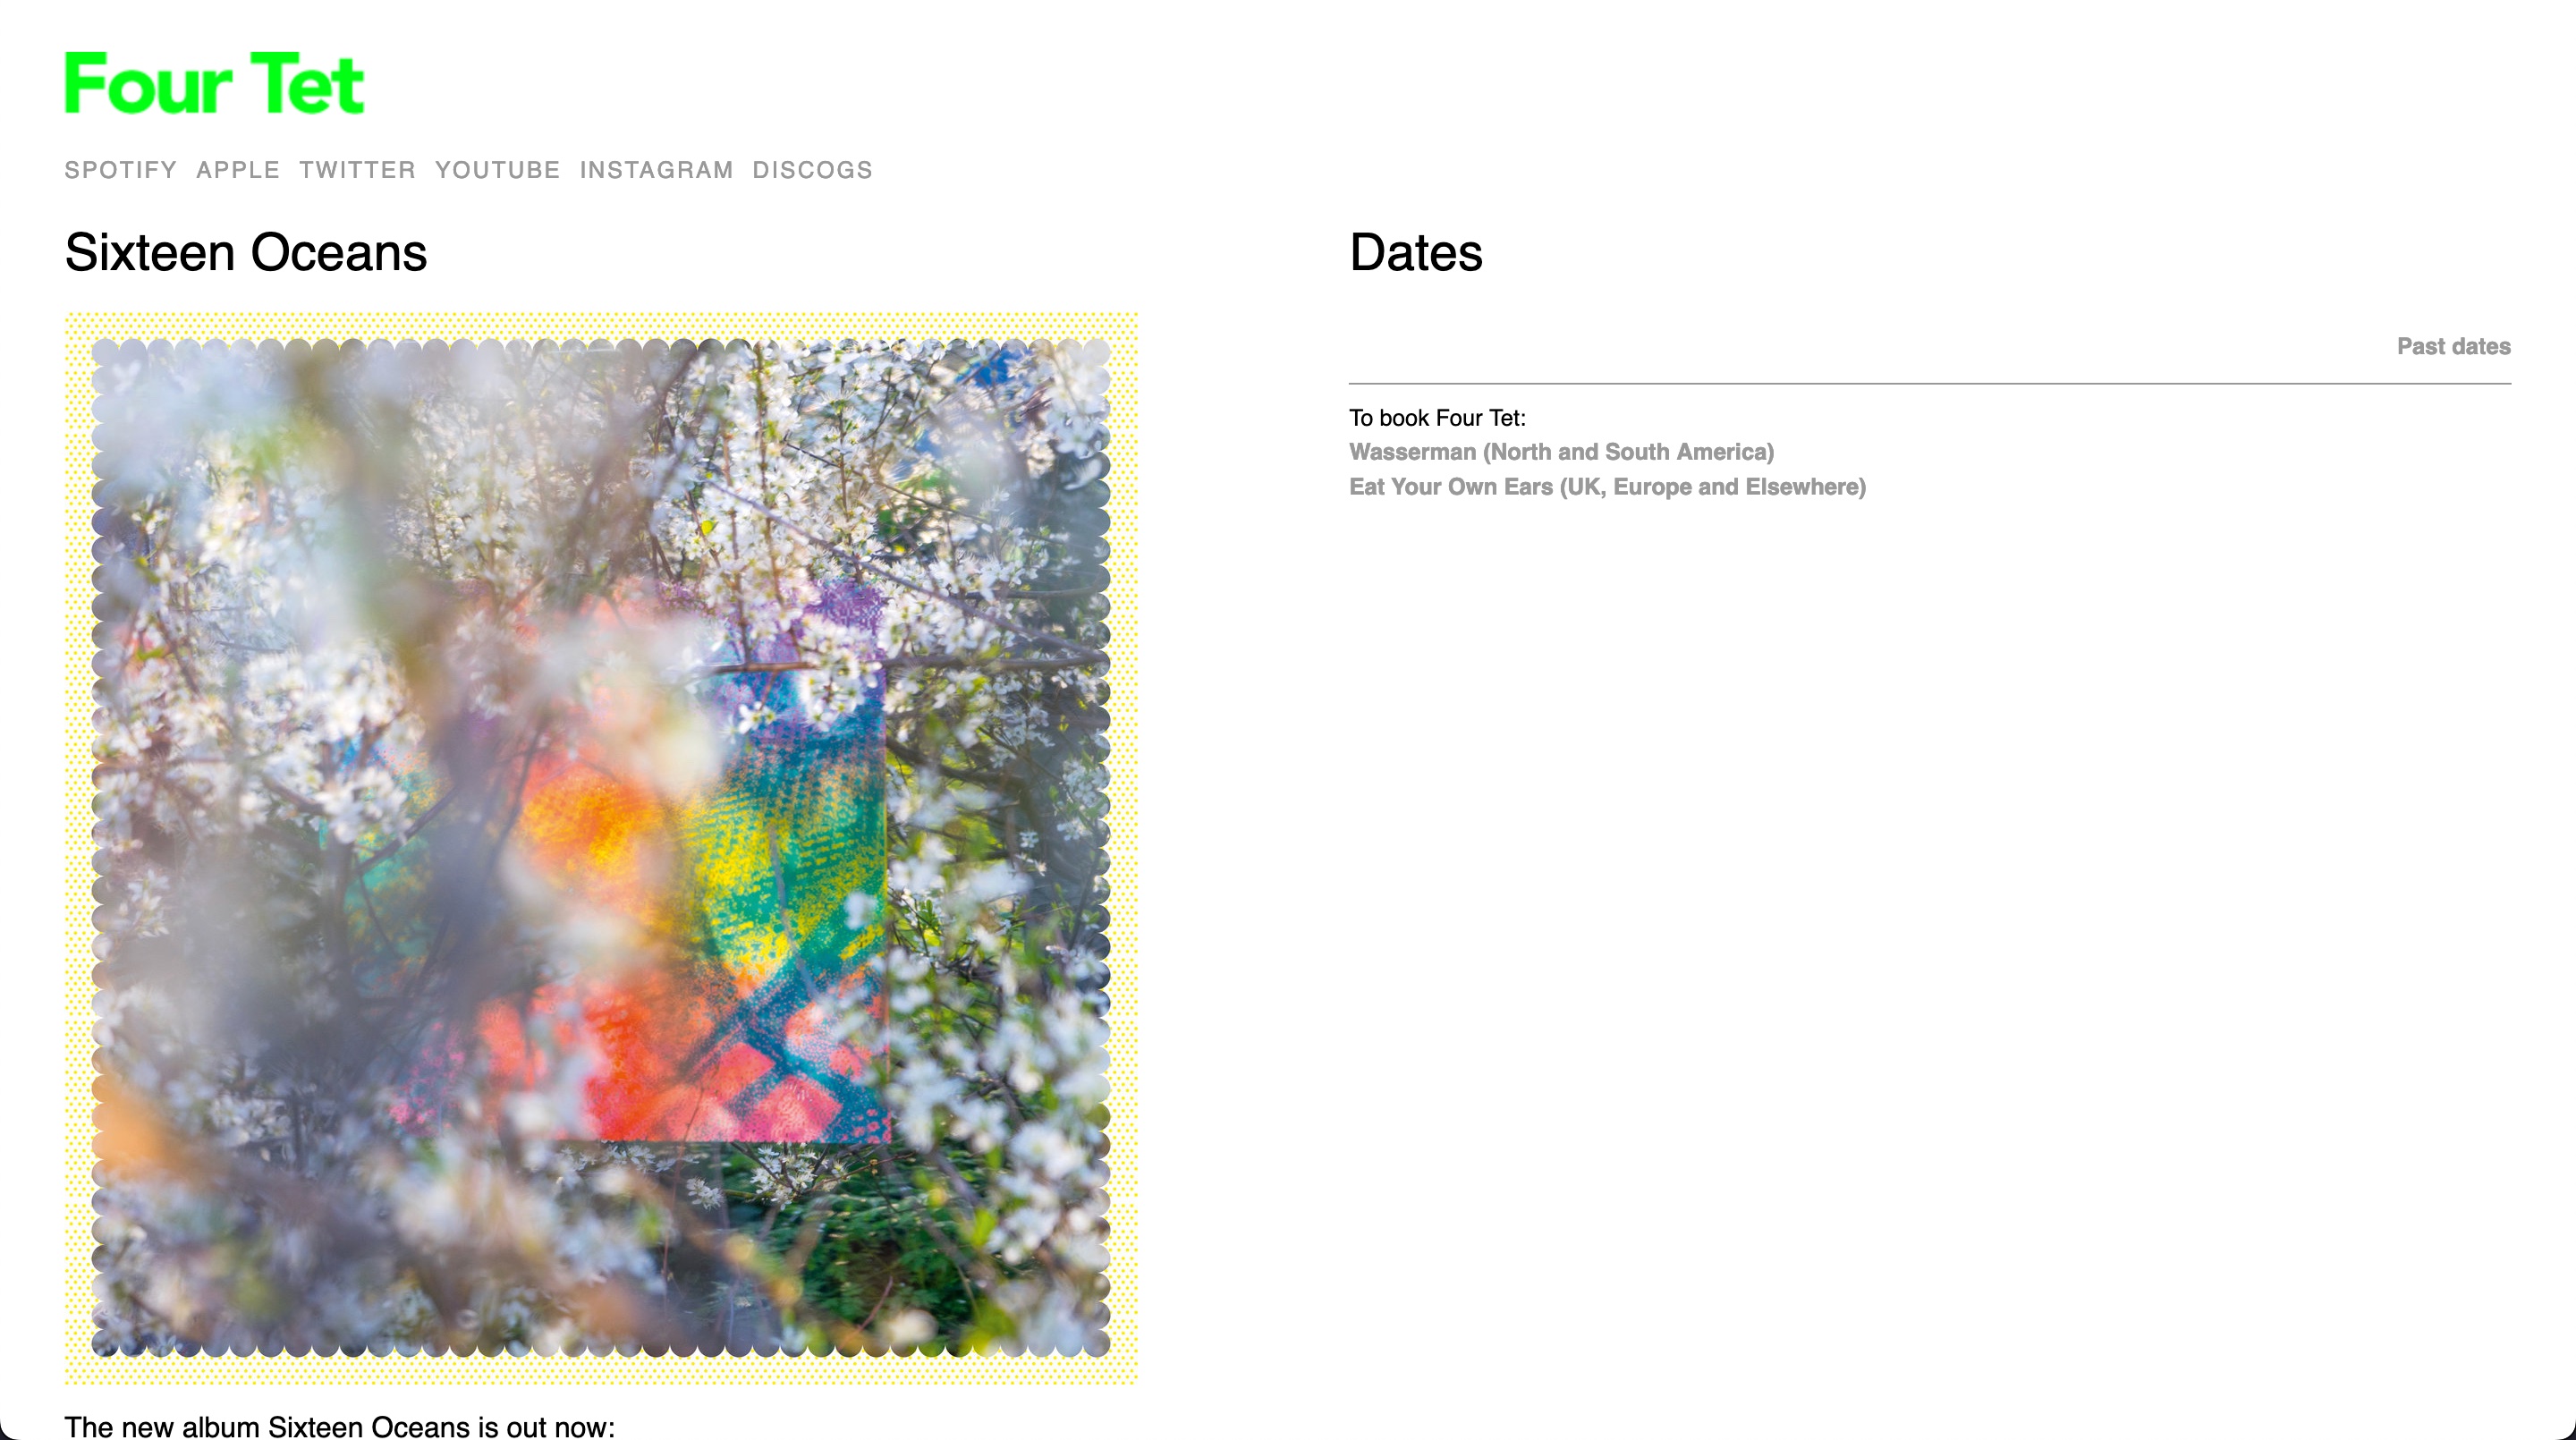 Four Tet
SPOTIFY APPLE TWITTER YOUTUBE INSTAGRAM DISCOGS
Sixteen Oceans
The new album Sixteen Oceans is out now:
Dates
Past dates
To book Four Tet:
Wasserman (North and South America)
Eat Your Own Ears (UK, Europe and Elsewhere)